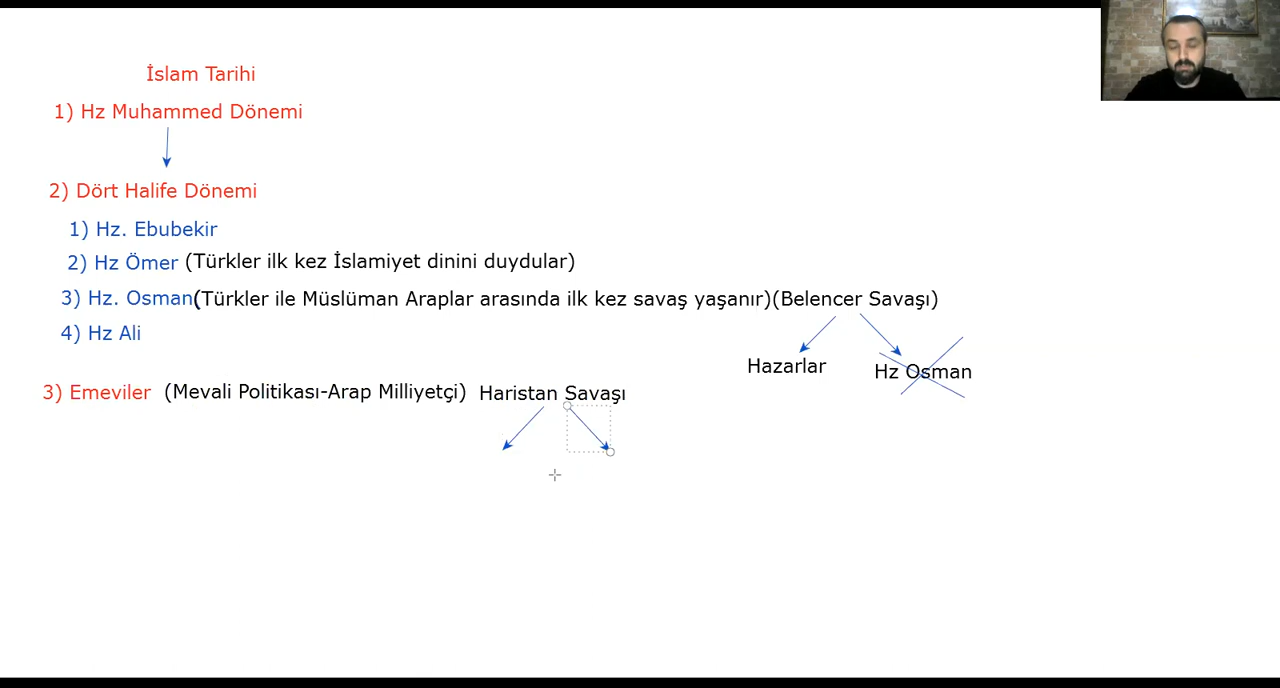 İslam Tarihi
1) Hz Muhammed Dönemi
2) Dört Halife Dönemi
1) Hz. Ebubekir
2) Hz Ömer (Türkler ilk kez İslamiyet dinini duydular)
3) Hz. Osman(Türkler ile Müslüman Araplar arasında ilk kez savaş yaşanır)(Belencer Savaşı)
4) Hz Ali
Hazarlar
Hz Osman
3) Emeviler (Mevali Politikası-Arap Milliyetçi) Haristan Savaşı